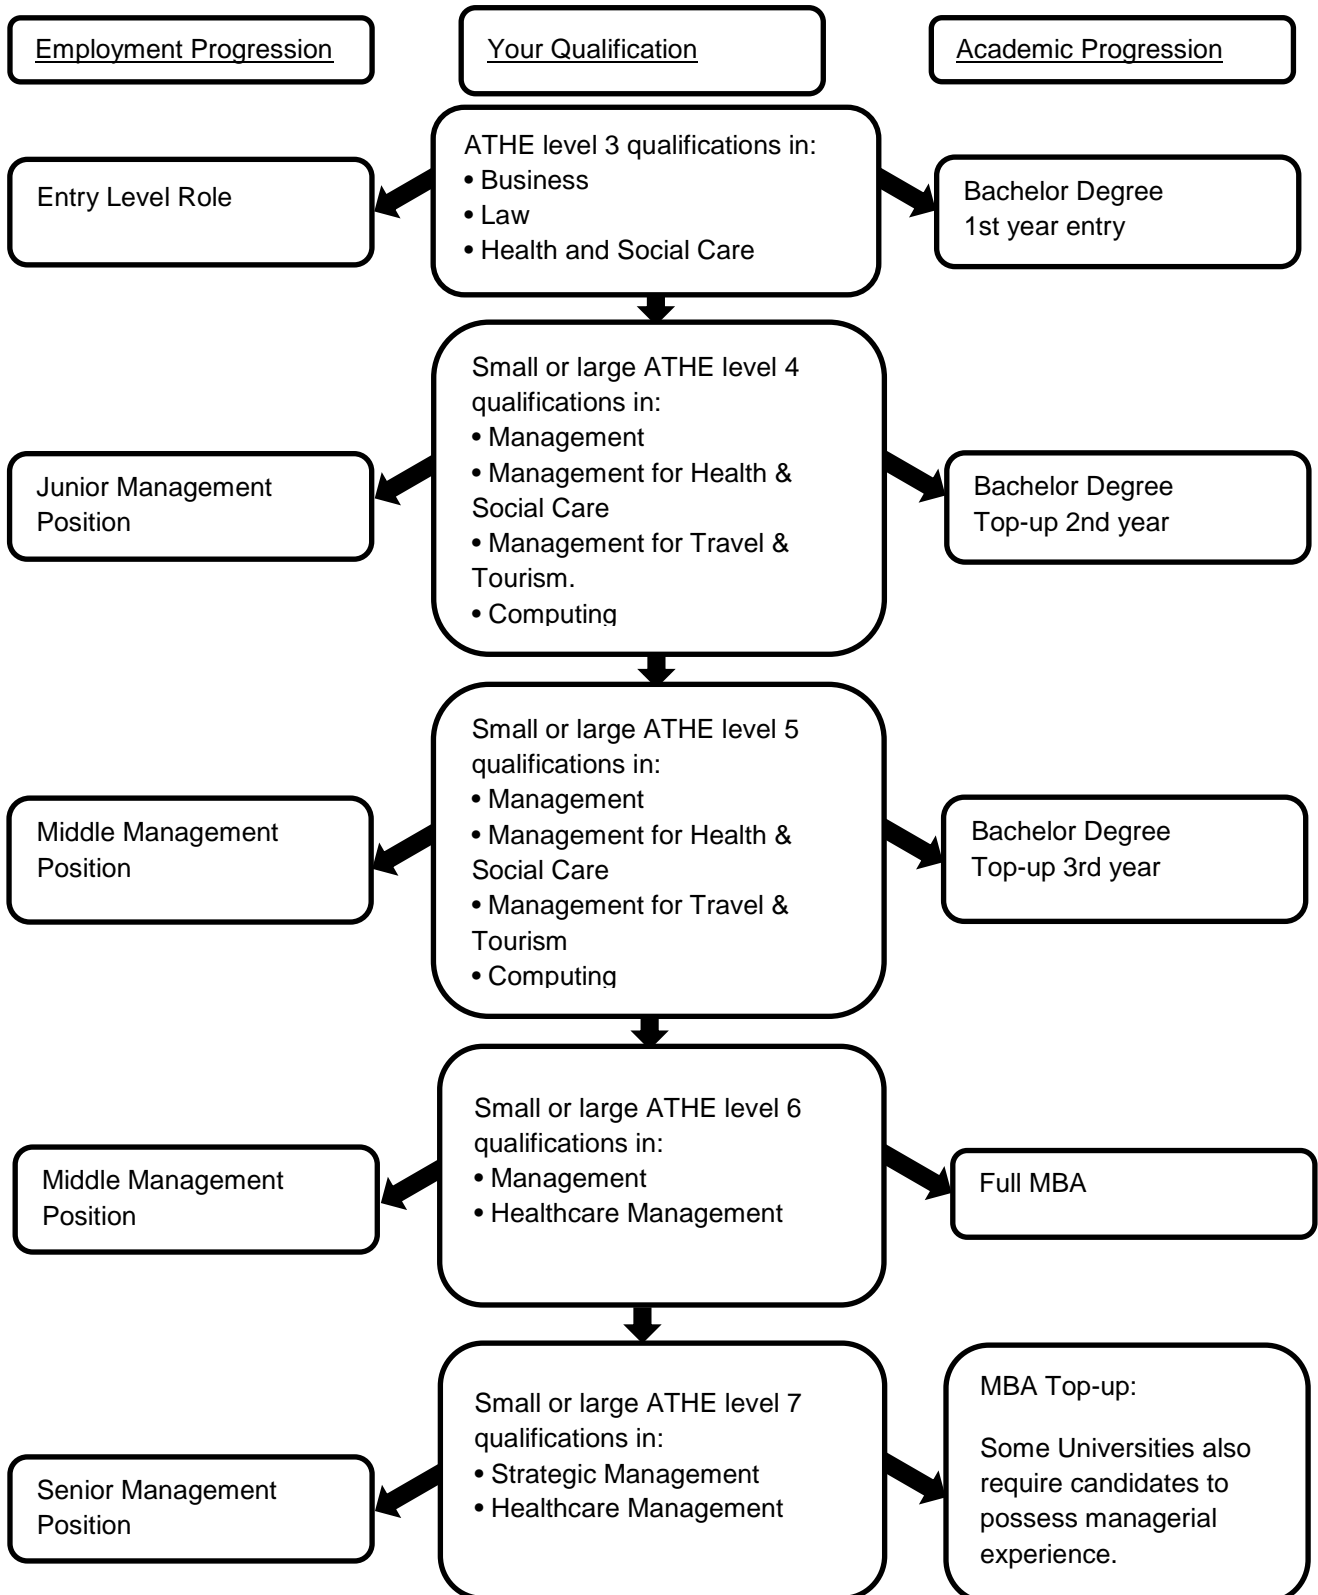 Employment Progression
Your Qualification
Academic Progression
ATHE level 3 qualifications in:
• Business
• Law
• Health and Social Care
Entry Level Role
Bachelor Degree
1st year entry
Small or large ATHE level 4
qualifications in:
• Management
• Management for Health &
Social Care
• Management for Travel &
Tourism.
• Computing
Junior Management
Position
Bachelor Degree
Top-up 2nd year
Small or large ATHE level 5
qualifications in:
• Management
• Management for Health &
Social Care
• Management for Travel &
Tourism
• Computing
Middle Management
Position
Bachelor Degree
Top-up 3rd year
Small or large ATHE level 6
qualifications in:
• Management
• Healthcare Management
Middle Management
Position
Full MBA
Small or large ATHE level 7
qualifications in:
• Strategic Management
• Healthcare Management
Senior Management
Position
MBA Top-up:
Some Universities also
require candidates to
possess managerial
experience.